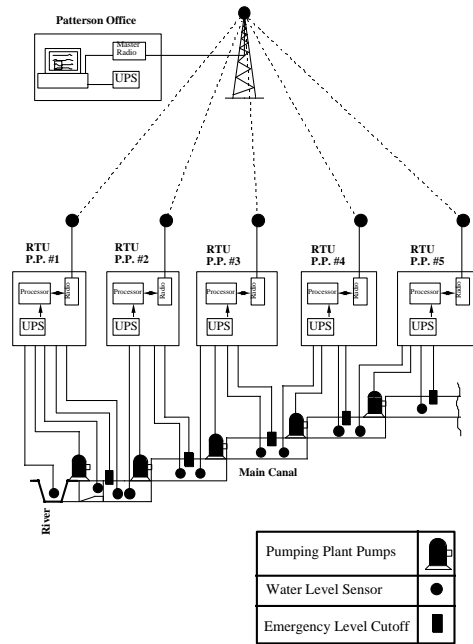 Patterson Office
Master
Radio
UPS
RTU
P.P. #1
RTU
P.P. #2
RTU
P.P. #3
RTU
P.P. #4
RTU
P.P. #5
Processor
Radio
UPS
Processor
Radio
UPS
Processor
Radio
UPS
Processor
Radio
UPS
Processor
Radio
UPS
Main Canal
River
Pumping Plant Pumps
Water Level Sensor
Emergency Level Cutoff